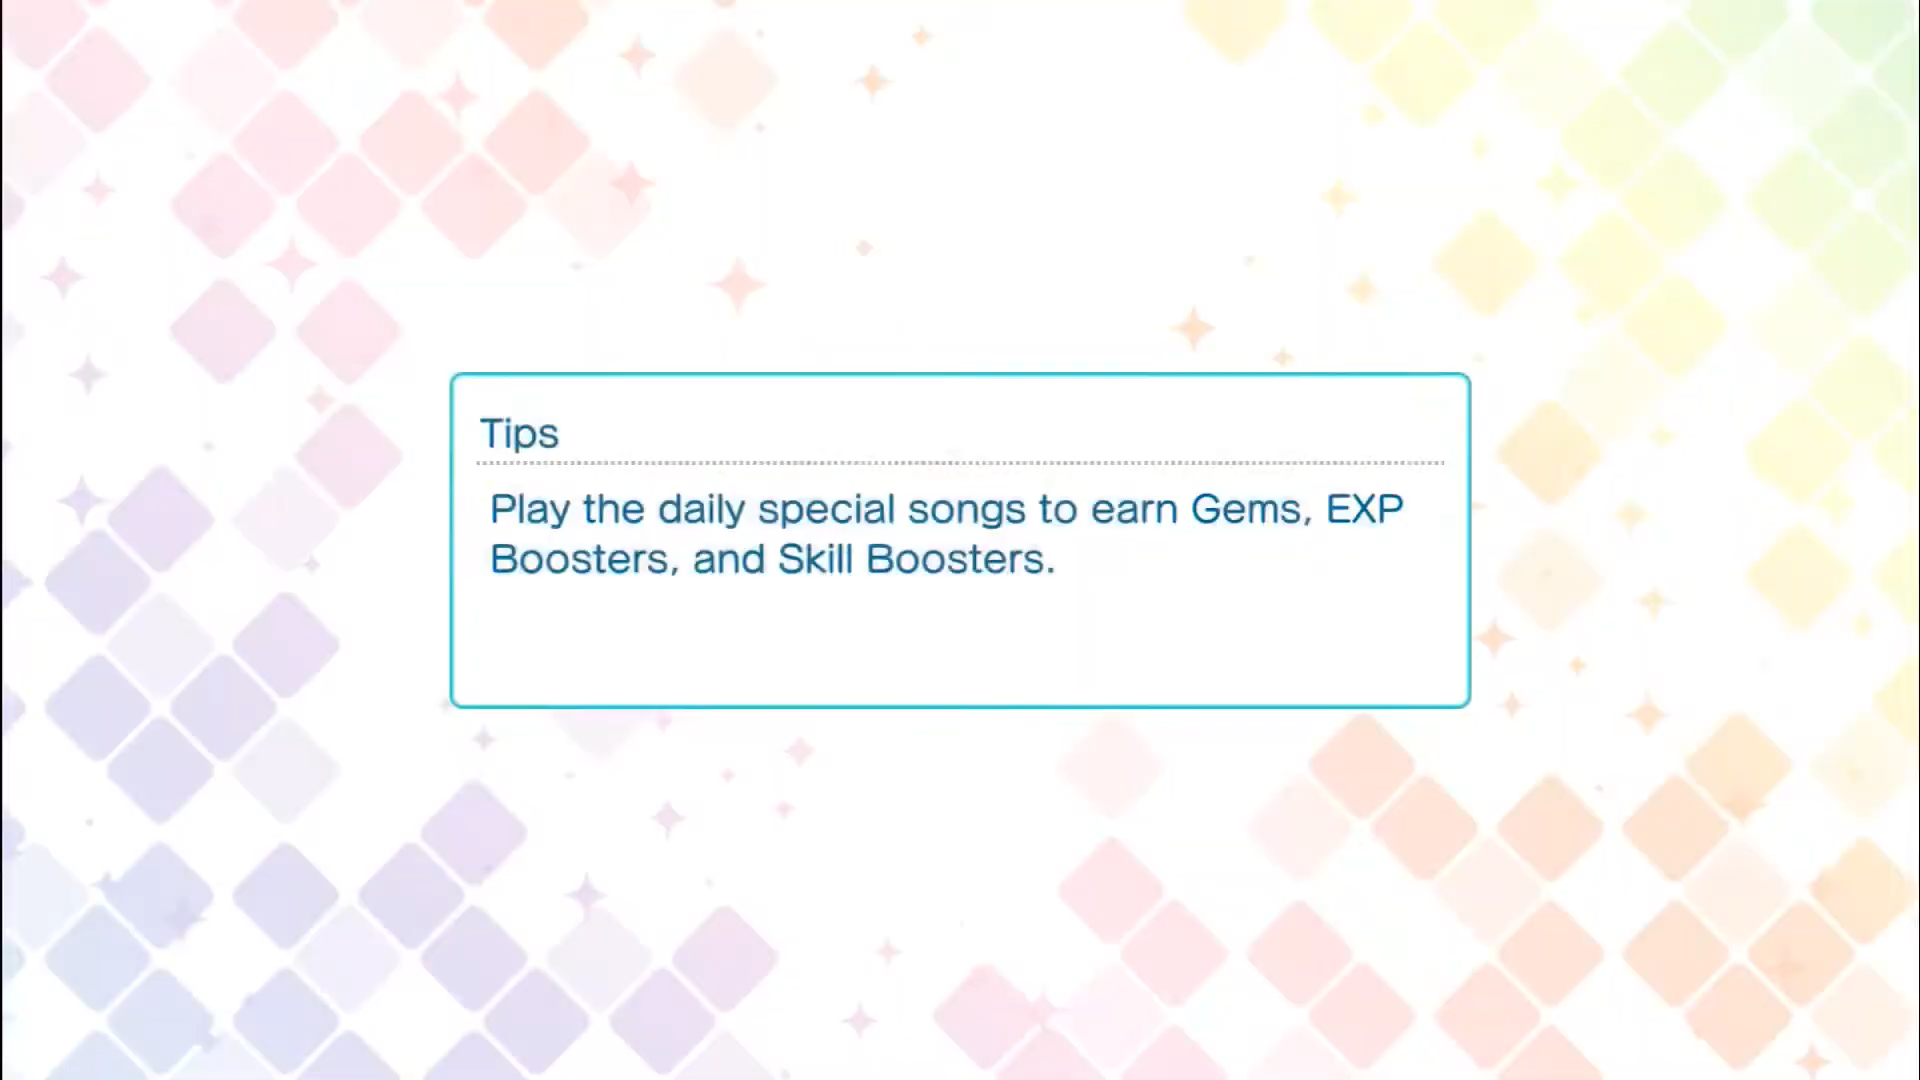 Tips
Play the daily special songs to earn Gems, EXP
Boosters, and Skill Boosters.